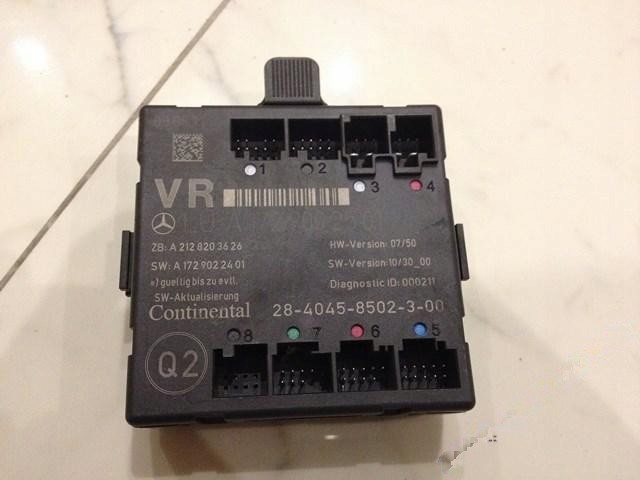 1 2 3 4
VR
ZB: A 212 820 36 26
HW-Version: 07/50
SW: A 172 902 24 01
SW-Version: 10/30_00
*) gueltig bis zu evtl.
Diagnostic ID: 000211
SW-Aktualisierung
Continental 28-4045-8502-3-00
8 7 6 5
Q2